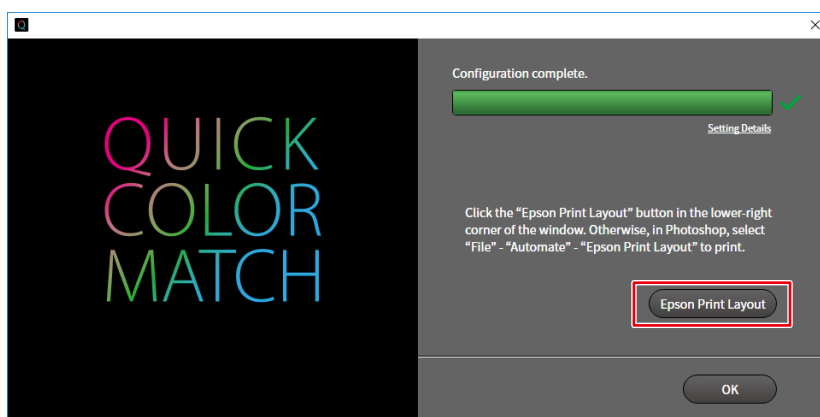 Q
QUICK
COLOR
MATCH
Configuration complete.
Setting Details
Click the “Epson Print Layout” button in the lower-right
corner of the window. Otherwise, in Photoshop, select
“File” - “Automate” - “Epson Print Layout” to print.
Epson Print Layout
OK